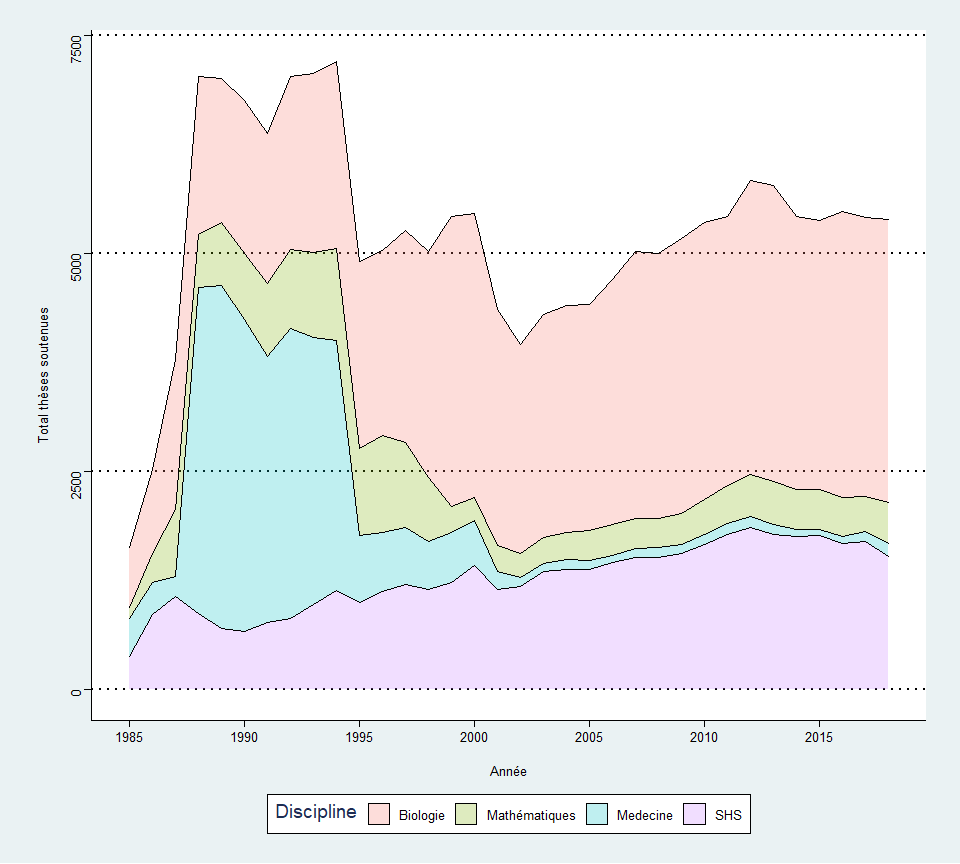 7500
5000
2500
0
Total thèses soutenues
1985 1990 1995 2000 2005 2010 2015
Année
Discipline Biologie Mathématiques Medecine SHS